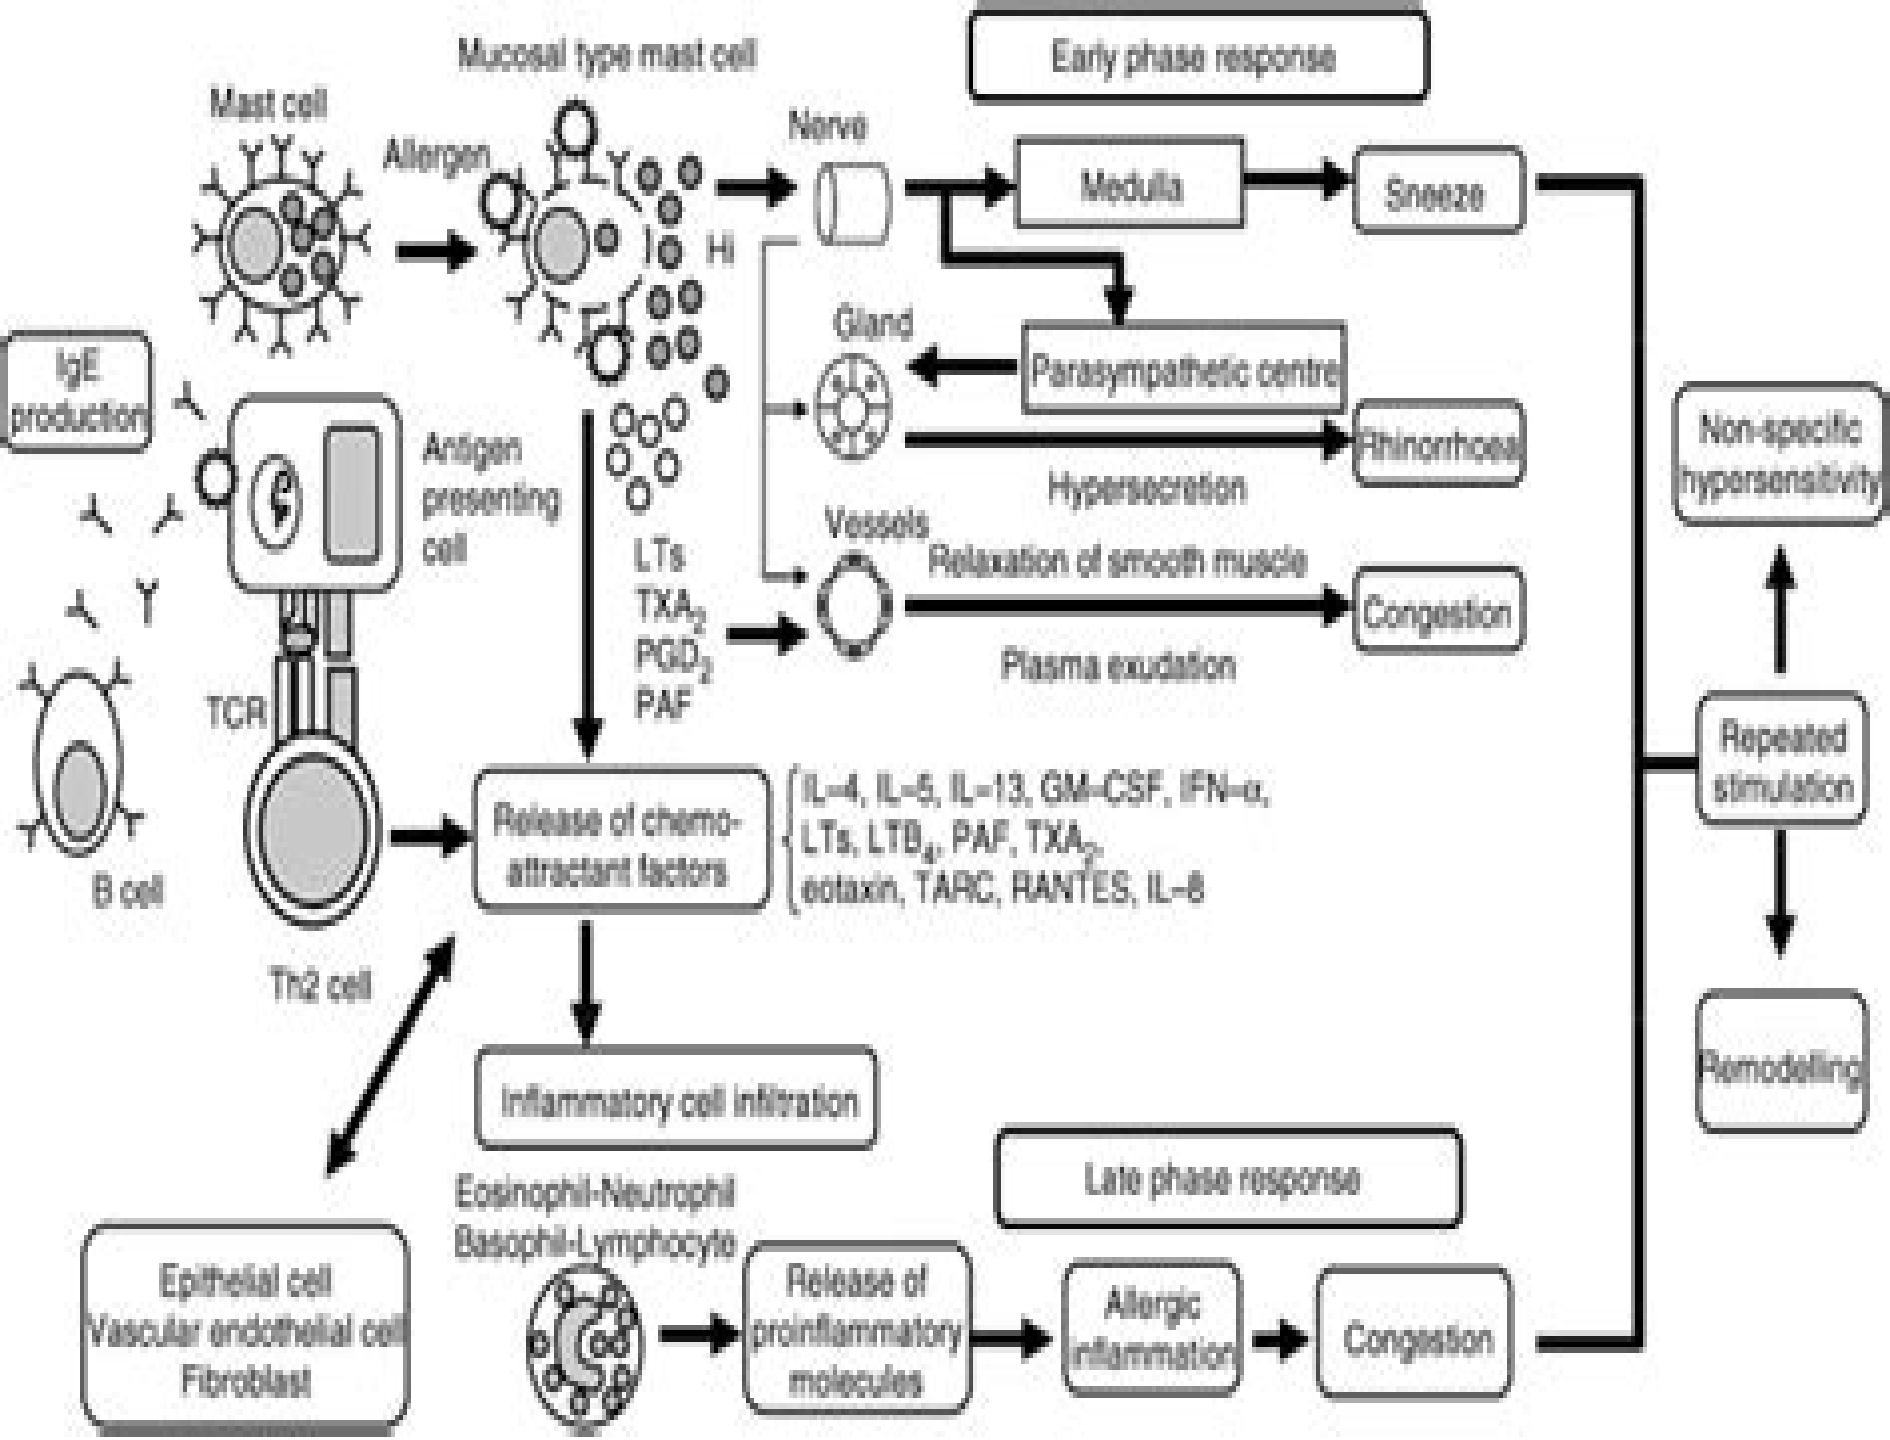 Early phase response
Mucosal type mast cell
Mast cell
Allergen
Nerve
Medulla
Sneeze
Hi
Gland
Parasympathetic centre
IgE
production
Antigen
presenting
cell
Rhinorrhoea
Hypersecretion
Non-specific
hypersensitivity
Vessels
Relaxation of smooth muscle
LTs
TXA2
PGD2
PAF
Congestion
Plasma exudation
TCR
Repeated
stimulation
B cell
Th2 cell
Release of chemo-
attractant factors
IL-4, IL-5, IL-13, GM-CSF, IFN-α,
LTs, LTB4, PAF, TXA2,
eotaxin, TARC, RANTES, IL-8
Remodelling
Inflammatory cell infiltration
Late phase response
Eosinophil-Neutrophil
Basophil-Lymphocyte
Epithelial cell
Vascular endothelial cell
Fibroblast
Release of
proinflammatory
molecules
Allergic
inflammation
Congestion